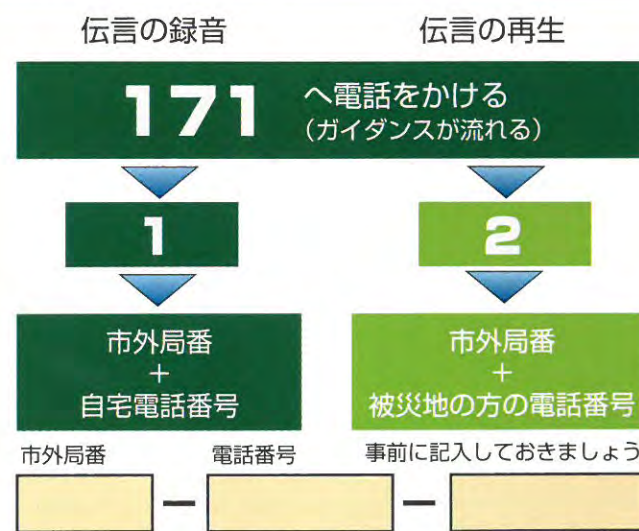 伝言の録音
伝言の再生
171 へ電話をかける
(ガイダンスが流れる)
1
2
市外局番
+
自宅電話番号
市外局番
+
被災地の方の電話番号
市外局番
電話番号
事前に記入しておきましょう
ー
ー